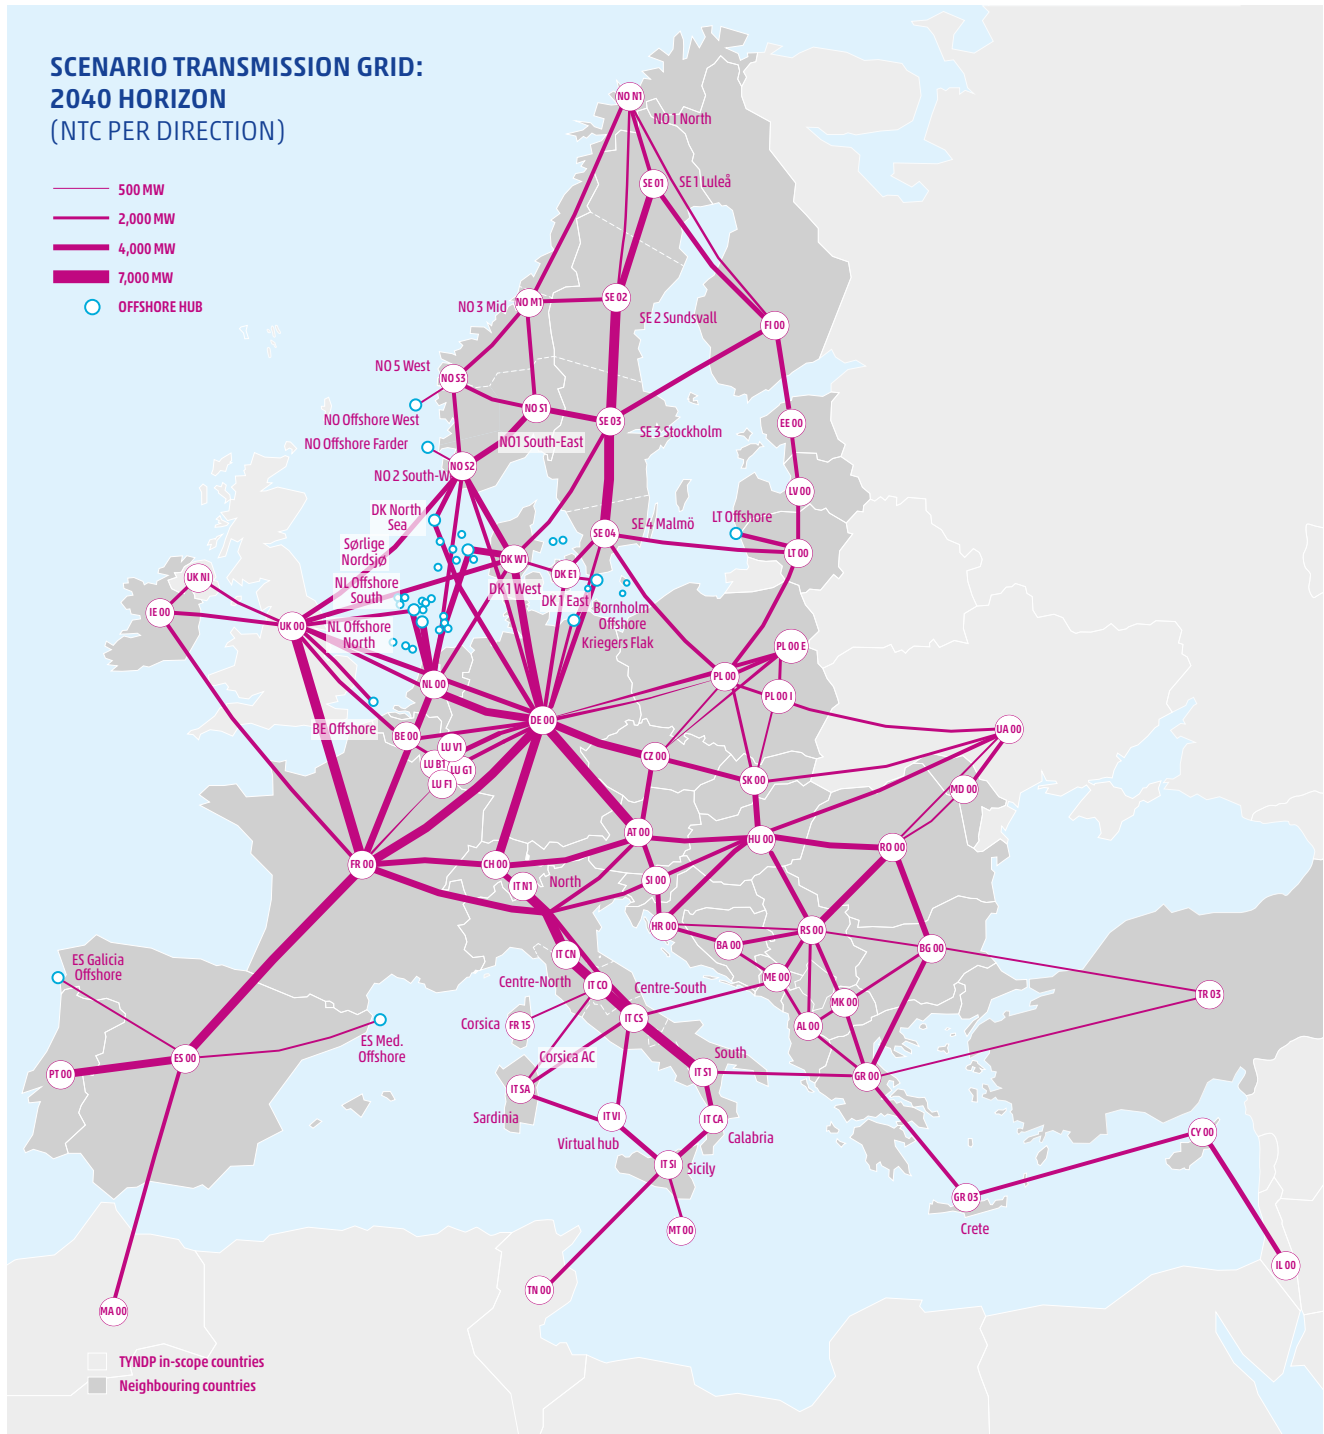 SCENARIO TRANSMISSION GRID:
2040 HORIZON
(NTC PER DIRECTION)
500 MW
2,000 MW
4,000 MW
7,000 MW
OFFSHORE HUB
NO N1
NO 1 North
SE 01
SE 1 Luleå
NO M1
NO 3 Mid
SE 02
SE 2 Sundsvall
FI 00
NO 5 West
NO S3
NO Offshore West
NO S1
NO1 South-East
SE 03
SE 3 Stockholm
EE 00
NO Offshore Farder
NO S2
NO 2 South-W
LV 00
DK North
Sea
SE 04
SE 4 Malmö
LT Offshore
LT 00
Sørlige
Nordsjø
DK W1
DK 1 West
DK E1
DK 1 East
UK NI
IE 00
UK 00
NL Offshore
South
NL Offshore
North
Bornholm
Offshore
Kriegers Flak
PL 00 E
PL 00
PL 00 I
NL 00
BE Offshore
BE 00
DE 00
UA 00
LU V1
LU B1
LU G1
LU F1
CZ 00
SK 00
MD 00
AT 00
HU 00
RO 00
FR 00
CH 00
IT N1
North
SI 00
HR 00
BA 00
RS 00
BG 00
IT CN
Centre-North
ME 00
ES Galicia
Offshore
IT CO
Centre-South
MK 00
TR 03
Corsica
FR 15
IT CS
AL 00
ES Med.
Offshore
ES 00
PT 00
Corsica AC
South
IT S1
GR 00
IT SA
Sardinia
IT VI
Virtual hub
IT CA
Calabria
CY 00
IT SI
Sicily
GR 03
Crete
MT 00
IL 00
TN 00
MA 00
TYNDP in-scope countries
Neighbouring countries